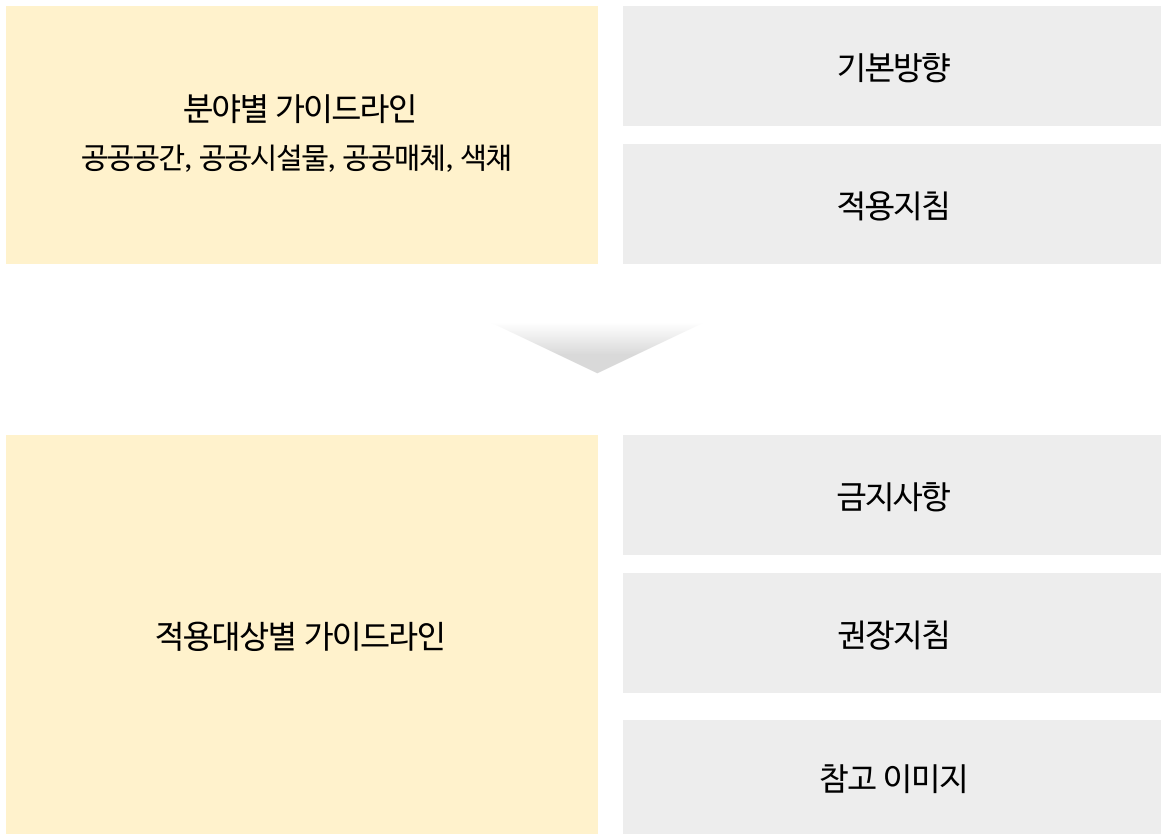 분야별 가이드라인
공공공간, 공공시설물, 공공매체, 색채
기본방향
적용지침
적용대상별 가이드라인
금지사항
권장지침
참고 이미지